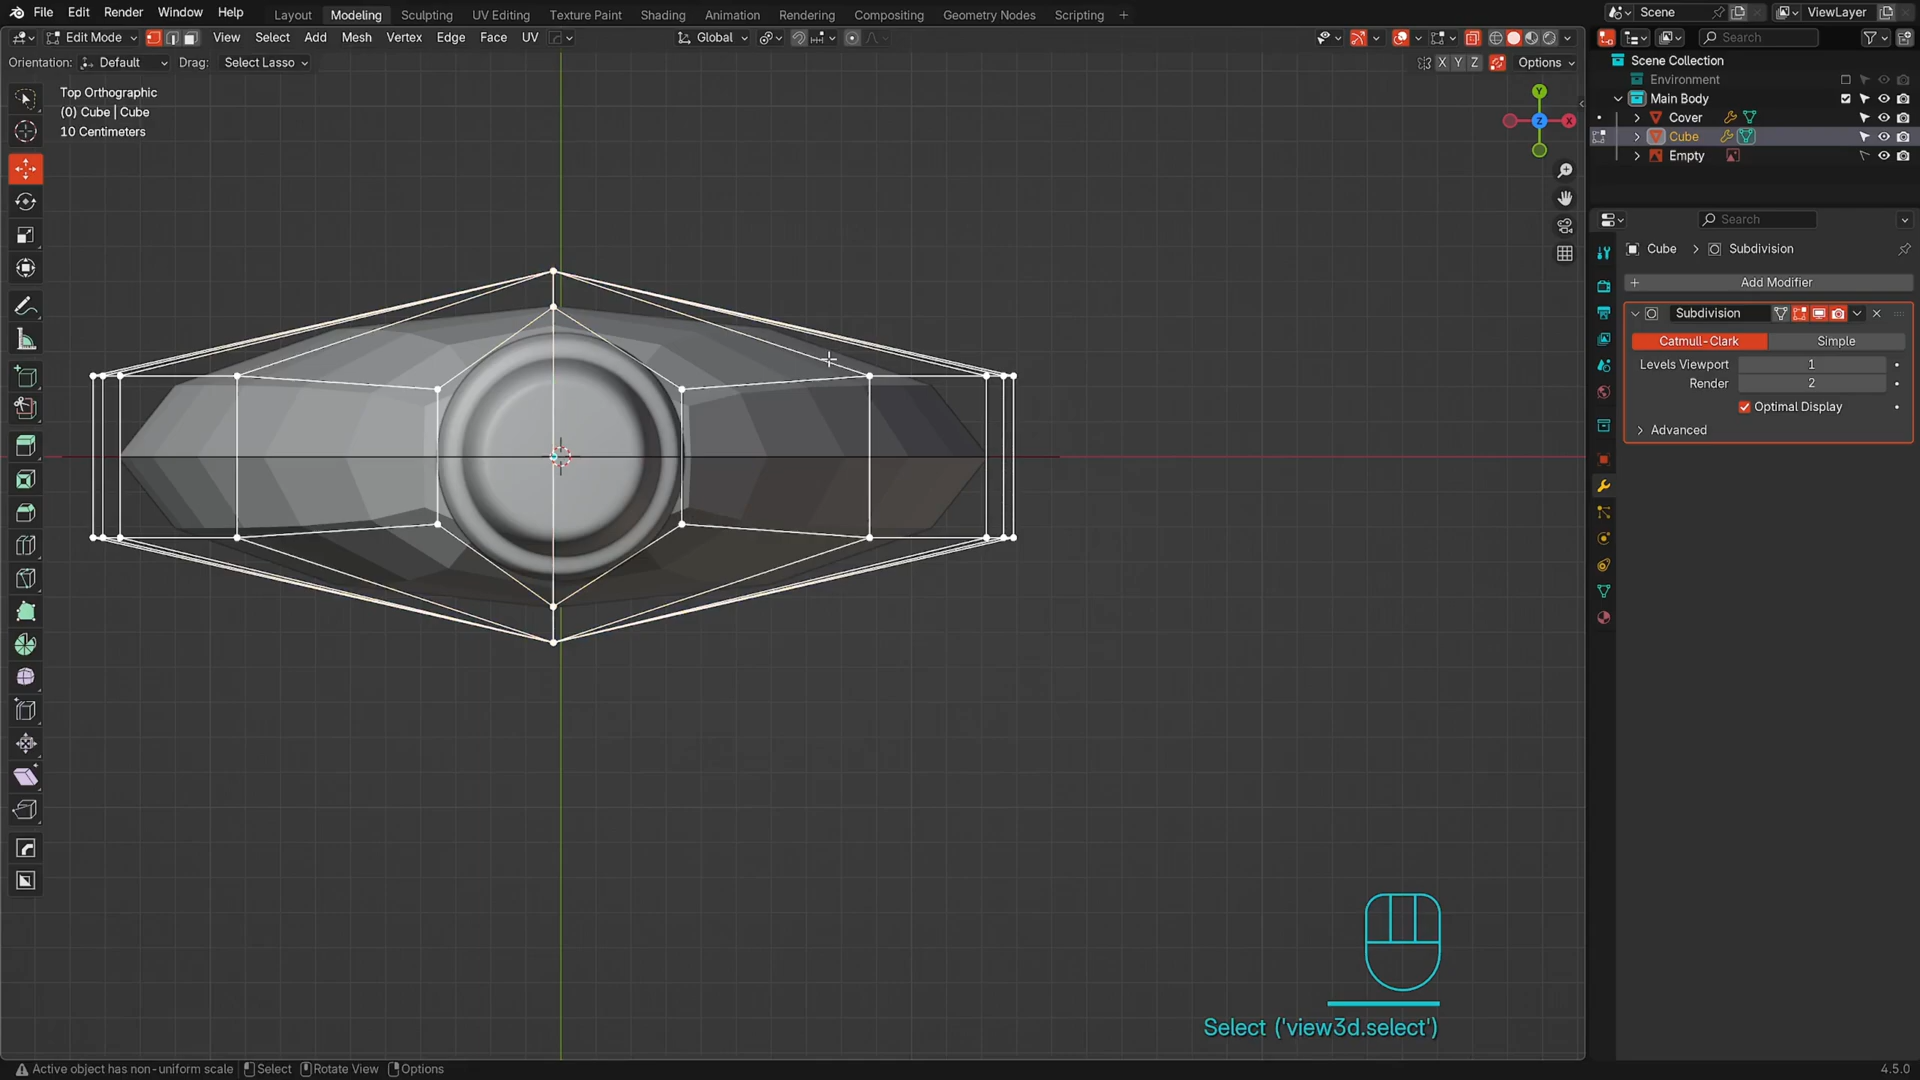 File Edit Render Window Help Layout Modeling Sculpting UV Editing Texture Paint Shading Animation Rendering Compositing Geometry Nodes Scripting + Scene ViewLayer
Edit Mode View Select Add Mesh Vertex Edge Face UV Global Search
Orientation: Default Drag: Select Lasso X Y Z Options
Scene Collection
Environment
Main Body
Cover
Cube
Empty
Top Orthographic
(0) Cube | Cube
10 Centimeters
Y
Z
X
Search
Cube > Subdivision
+ Add Modifier
Subdivision
Catmull-Clark Simple
Levels Viewport 1
Render 2
Optimal Display
Advanced
Select ('view3d.select')
Active object has non-uniform scale Select Rotate View Options 4.5.0